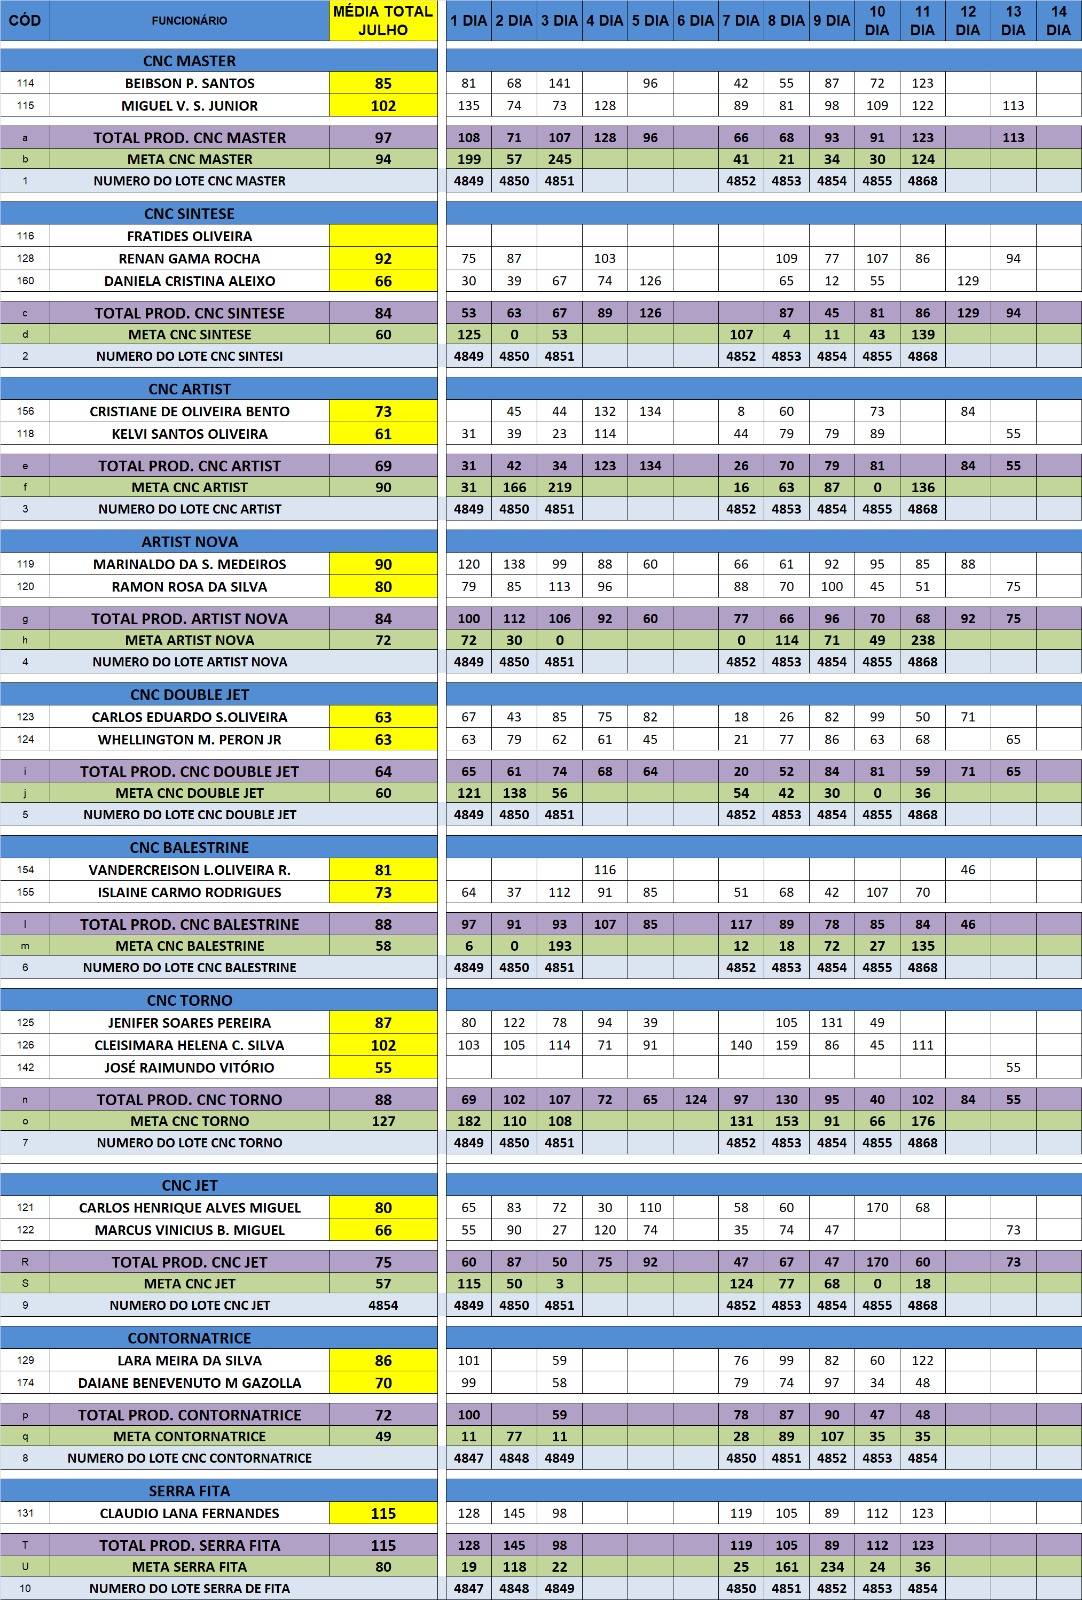 CÓD FUNCIONÁRIO MÉDIA TOTAL JULHO 1 DIA 2 DIA 3 DIA 4 DIA 5 DIA 6 DIA 7 DIA 8 DIA 9 DIA 10 DIA 11 DIA 12 DIA 13 DIA 14 DIA
CNC MASTER
114 BEIBSON P. SANTOS 85 81 68 141 96 42 55 87 72 123
115 MIGUEL V. S. JUNIOR 102 135 74 73 128 89 81 98 109 122 113
a TOTAL PROD. CNC MASTER 97 108 71 107 128 96 66 68 93 91 123 113
b META CNC MASTER 94 199 57 245 41 21 34 30 124
1 NUMERO DO LOTE CNC MASTER 4849 4850 4851 4852 4853 4854 4855 4868
CNC SINTESE
116 FRATIDES OLIVEIRA
128 RENAN GAMA ROCHA 92 75 87 103 109 77 107 86 94
160 DANIELA CRISTINA ALEIXO 66 30 39 67 74 126 65 12 55 129
c TOTAL PROD. CNC SINTESE 84 53 63 67 89 126 87 45 81 86 129 94
d META CNC SINTESE 60 125 0 53 107 4 11 43 139
2 NUMERO DO LOTE CNC SINTESI 4849 4850 4851 4852 4853 4854 4855 4868
CNC ARTIST
156 CRISTIANE DE OLIVEIRA BENTO 73 45 44 132 134 8 60 73 84
118 KELVI SANTOS OLIVEIRA 61 31 39 23 114 44 79 79 89 55
e TOTAL PROD. CNC ARTIST 69 31 42 34 123 134 26 70 79 81 84 55
f META CNC ARTIST 90 31 166 219 16 63 87 0 136
3 NUMERO DO LOTE CNC ARTIST 4849 4850 4851 4852 4853 4854 4855 4868
ARTIST NOVA
119 MARINALDO DA S. MEDEIROS 90 120 138 99 88 60 66 61 92 95 85 88
120 RAMON ROSA DA SILVA 80 79 85 113 96 88 70 100 45 51 75
g TOTAL PROD. ARTIST NOVA 84 100 112 106 92 60 77 66 96 70 68 92 75
h META ARTIST NOVA 72 72 30 0 0 114 71 49 238
4 NUMERO DO LOTE ARTIST NOVA 4849 4850 4851 4852 4853 4854 4855 4868
CNC DOUBLE JET
123 CARLOS EDUARDO S.OLIVEIRA 63 67 43 85 75 82 18 26 82 99 50 71
124 WHELLINGTON M. PERON JR 63 63 79 62 61 45 21 77 86 63 68 65
i TOTAL PROD. CNC DOUBLE JET 64 65 61 74 68 64 20 52 84 81 59 71 65
j META CNC DOUBLE JET 60 121 138 56 54 42 30 0 36
5 NUMERO DO LOTE CNC DOUBLE JET 4849 4850 4851 4852 4853 4854 4855 4868
CNC BALESTRINE
154 VANDERCREISON L.OLIVEIRA R. 81 116 46
155 ISLAINE CARMO RODRIGUES 73 64 37 112 91 85 51 68 42 107 70
l TOTAL PROD. CNC BALESTRINE 88 97 91 93 107 85 117 89 78 85 84 46
m META CNC BALESTRINE 58 6 0 193 12 18 72 27 135
6 NUMERO DO LOTE CNC BALESTRINE 4849 4850 4851 4852 4853 4854 4855 4868
CNC TORNO
125 JENIFER SOARES PEREIRA 87 80 122 78 94 39 105 131 49
126 CLEISIMARA HELENA C. SILVA 102 103 105 114 71 91 140 159 86 45 111
142 JOSÉ RAIMUNDO VITÓRIO 55 55
n TOTAL PROD. CNC TORNO 88 69 102 107 72 65 124 97 130 95 40 102 84 55
o META CNC TORNO 127 182 110 108 131 153 91 66 176
7 NUMERO DO LOTE CNC TORNO 4849 4850 4851 4852 4853 4854 4855 4868
CNC JET
121 CARLOS HENRIQUE ALVES MIGUEL 80 65 83 72 30 110 58 60 170 68
122 MARCUS VINICIUS B. MIGUEL 66 55 90 27 120 74 35 74 47 73
R TOTAL PROD. CNC JET 75 60 87 50 75 92 47 67 47 170 60 73
S META CNC JET 57 115 50 3 124 77 68 0 18
9 NUMERO DO LOTE CNC JET 4854 4849 4850 4851 4852 4853 4854 4855 4868
CONTORNATRICE
129 LARA MEIRA DA SILVA 86 101 59 76 99 82 60 122
174 DAIANE BENEVENUTO M GAZOLLA 70 99 58 79 74 97 34 48
p TOTAL PROD. CONTORNATRICE 72 100 59 78 87 90 47 48
q META CONTORNATRICE 49 11 77 11 28 89 107 35 35
8 NUMERO DO LOTE CNC CONTORNATRICE 4847 4848 4849 4850 4851 4852 4853 4854
SERRA FITA
131 CLAUDIO LANA FERNANDES 115 128 145 98 119 105 89 112 123
T TOTAL PROD. SERRA FITA 115 128 145 98 119 105 89 112 123
U META SERRA FITA 80 19 118 22 25 161 234 24 36
10 NUMERO DO LOTE SERRA DE FITA 4847 4848 4849 4850 4851 4852 4853 4854